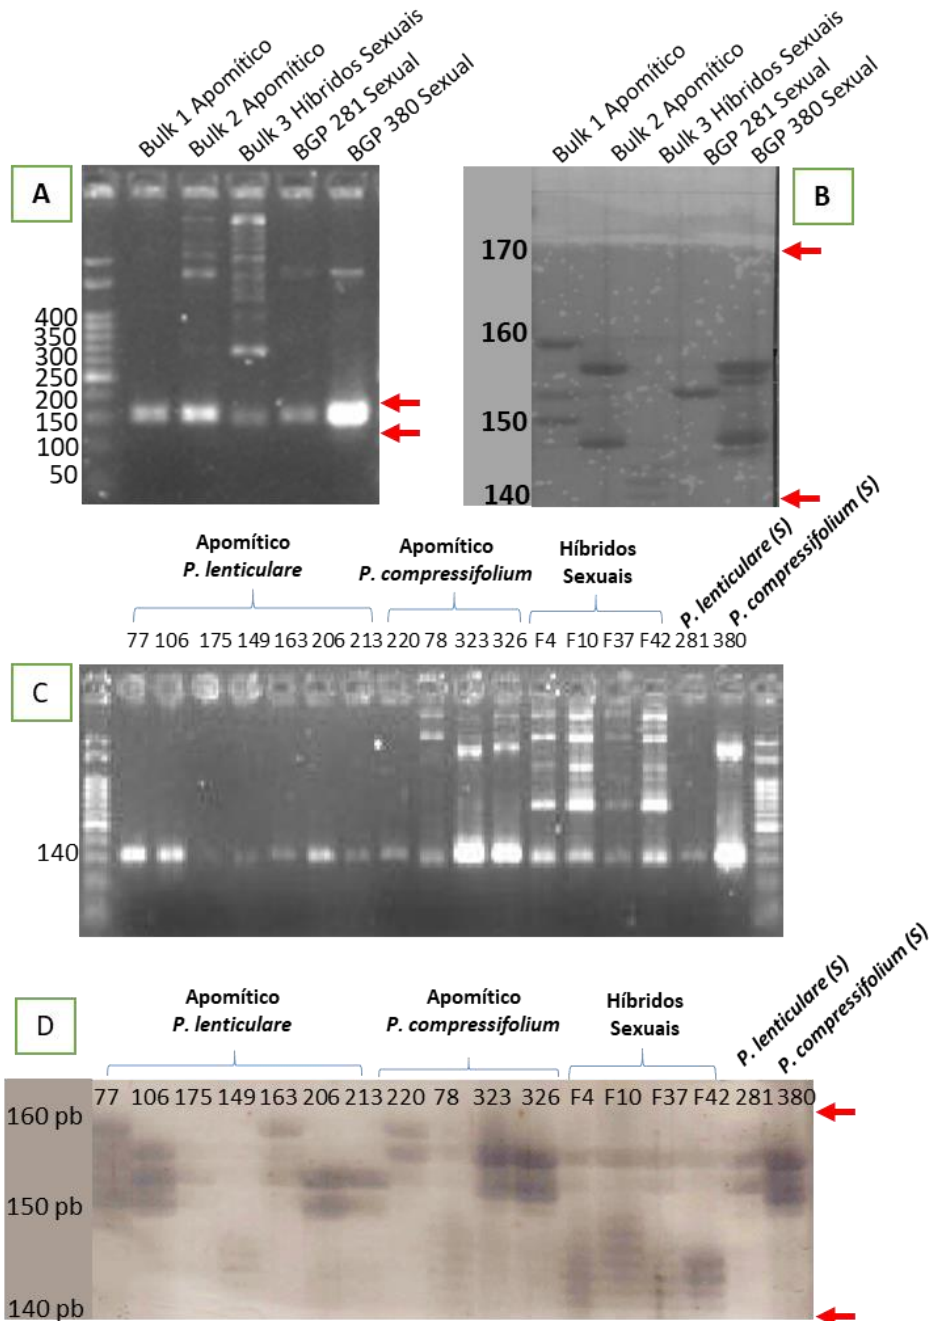 Bulk 1 Apomítico
Bulk 2 Apomítico
Bulk 3 Híbridos Sexuais
BGP 281 Sexual
BGP 380 Sexual
A
400
350
300
250
200
150
100
50
Bulk 1 Apomítico
Bulk 2 Apomítico
Bulk 3 Híbridos Sexuais
BGP 281 Sexual
BGP 380 Sexual
B
170
160
150
140
Apomítico
P. lenticulare
Apomítico
P. compressifolium
Híbridos
Sexuais
P. lenticulare (S)
P. compressifolium (S)
77 106 175 149 163 206 213 220 78 323 326 F4 F10 F37 F42 281 380
C
140
D
Apomítico
P. lenticulare
Apomítico
P. compressifolium
Híbridos
Sexuais
P. lenticulare (S)
P. compressifolium (S)
77 106 175 149 163 206 213 220 78 323 326 F4 F10 F37 F42 281 380
160 pb
150 pb
140 pb